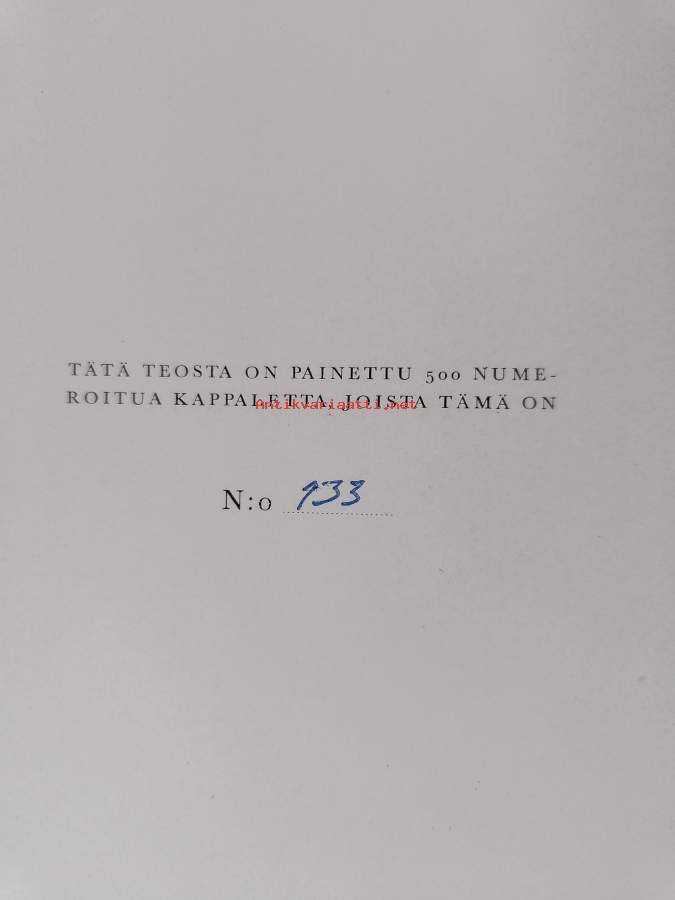 TÄTÄ TEOSTA ON PAINETTU 500 NUME-
ROITUA KAPPALETTA, JOISTA TÄMÄ ON
Antikvariaatti.net
N:o 133